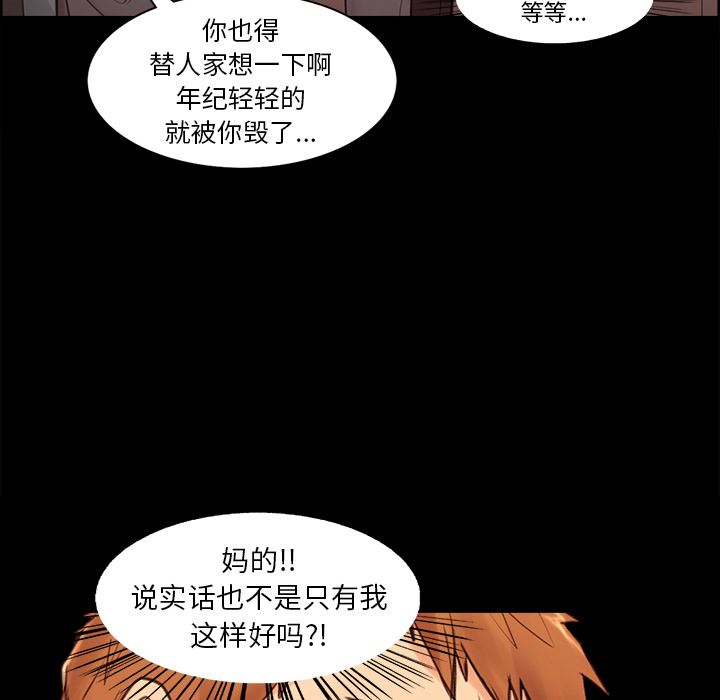 等等...
你也得
替人家想一下啊
年纪轻轻的
就被你毁了...
妈的!!
说实话也不是只有我
这样好吗?!